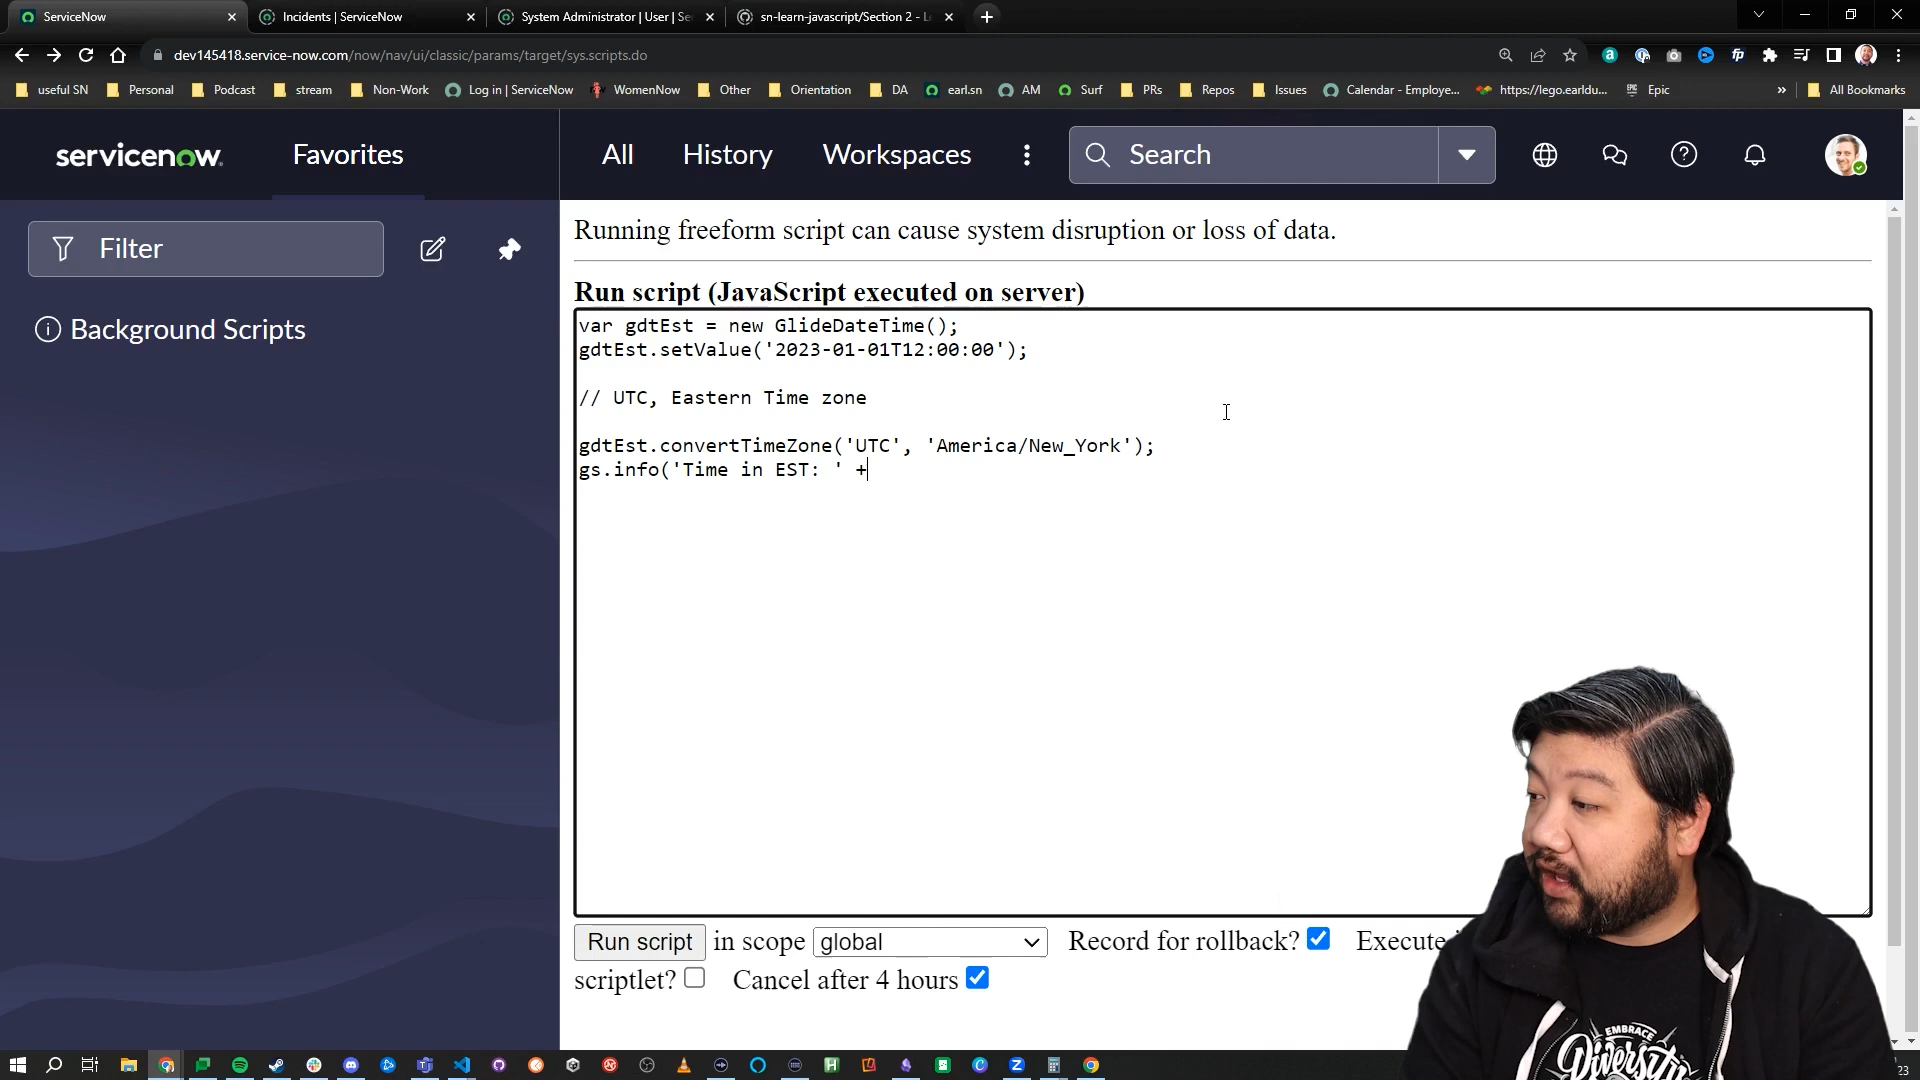 ServiceNow
Incidents | ServiceNow
System Administrator | User | Se
sn-learn-javascript/Section 2 - Le
dev145418.service-now.com/now/nav/ui/classic/params/target/sys.scripts.do
useful SN
Personal
Podcast
stream
Non-Work
Log in | ServiceNow
WomenNow
Other
Orientation
DA
earl.sn
AM
Surf
PRs
Repos
Issues
Calendar - Employe...
https://lego.earldu...
Epic
»
All Bookmarks
servicenow.
Favorites
All
History
Workspaces
Search
Filter
Background Scripts
Running freeform script can cause system disruption or loss of data.
Run script (JavaScript executed on server)
var gdtEst = new GlideDateTime();
gdtEst.setValue('2023-01-01T12:00:00');
// UTC, Eastern Time zone
gdtEst.convertTimeZone('UTC', 'America/New_York');
gs.info('Time in EST: ' +
Run script in scope global Record for rollback? Execute
scriptlet? Cancel after 4 hours
EMBRACE
Diversity
23